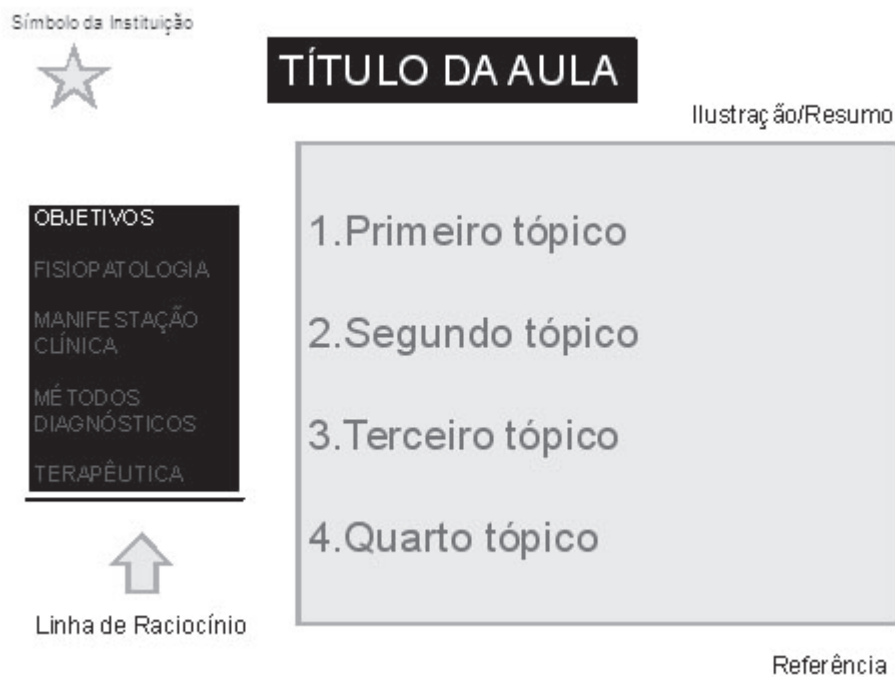 Símbolo da Instituição
TÍTULO DA AULA
Ilustração/Resumo
OBJETIVOS
FISIOPATOLOGIA
MANIFESTAÇÃO
CLÍNICA
MÉTODOS
DIAGNÓSTICOS
TERAPÊUTICA
1.Primeiro tópico
2.Segundo tópico
3.Terceiro tópico
4.Quarto tópico
Linha de Raciocínio
Referência